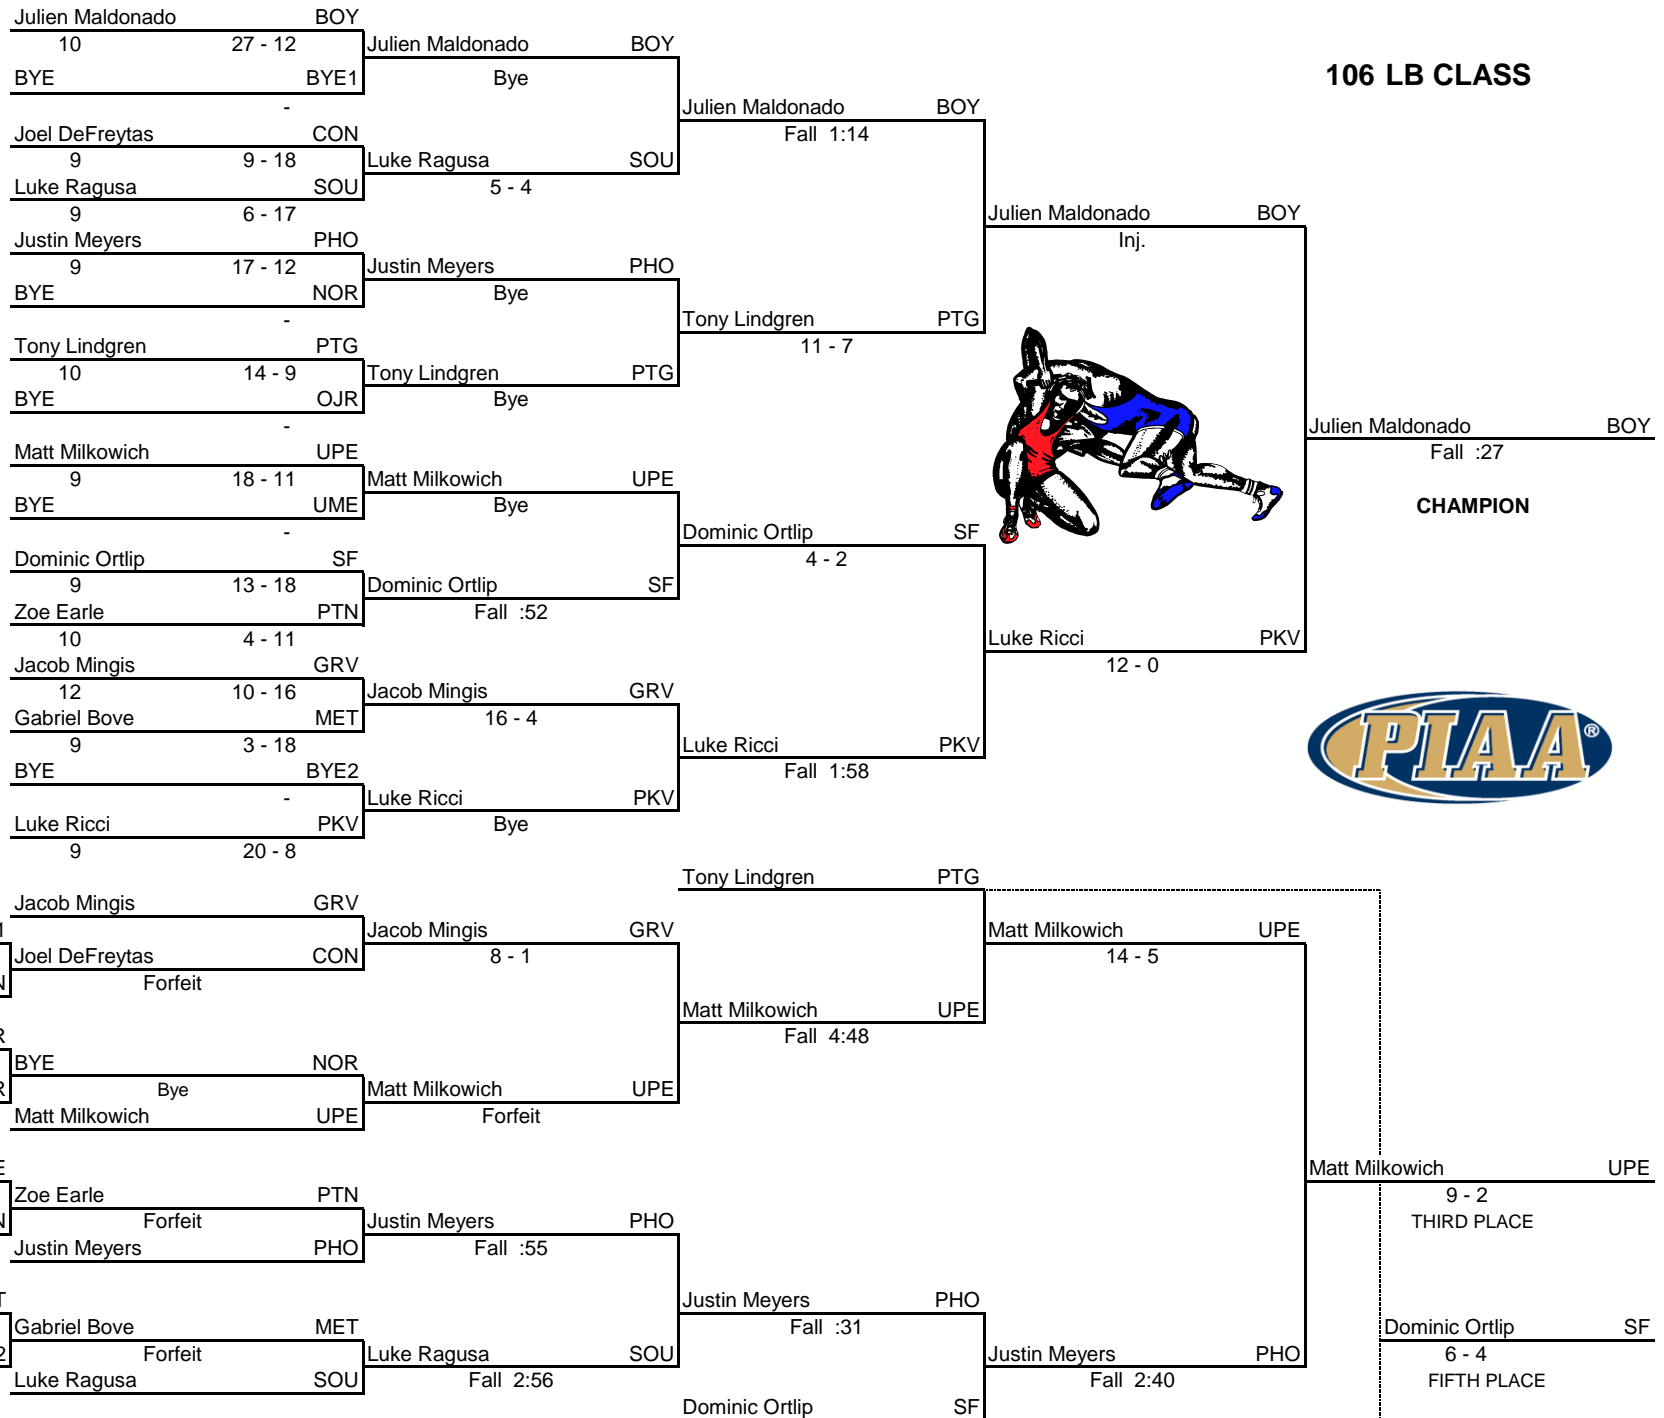 Julien Maldonado BOY
10 27 - 12 Julien Maldonado BOY
BYE BYE1 Bye 106 LB CLASS
-
Julien Maldonado BOY
Joel DeFreytas CON Fall 1:14
9 9 - 18 Luke Ragusa SOU
Luke Ragusa SOU 5 - 4
9 6 - 17 Julien Maldonado BOY
Justin Meyers PHO Inj.
9 17 - 12 Justin Meyers PHO
BYE NOR Bye
- Tony Lindgren PTG
Tony Lindgren PTG 11 - 7
10 14 - 9 Tony Lindgren PTG
BYE OJR Bye
- Julien Maldonado BOY
Matt Milkowich UPE Fall :27
9 18 - 11 Matt Milkowich UPE
BYE UME Bye CHAMPION
- Dominic Ortlip SF
Dominic Ortlip SF 4 - 2
9 13 - 18 Dominic Ortlip SF
Zoe Earle PTN Fall :52
10 4 - 11 Luke Ricci PKV
Jacob Mingis GRV 12 - 0
12 10 - 16 Jacob Mingis GRV
Gabriel Bove MET 16 - 4
PIAA®
9 3 - 18 Luke Ricci PKV
BYE BYE2 Fall 1:58
- Luke Ricci PKV
Luke Ricci PKV Bye
9 20 - 8
Tony Lindgren PTG
Jacob Mingis GRV
Jacob Mingis GRV Matt Milkowich UPE
Joel DeFreytas CON 8 - 1 14 - 5
Forfeit
Matt Milkowich UPE
Fall 4:48
BYE NOR
Bye Matt Milkowich UPE
Matt Milkowich UPE Forfeit
Matt Milkowich UPE
Zoe Earle PTN 9 - 2
Forfeit Justin Meyers PHO THIRD PLACE
Justin Meyers PHO Fall :55
Justin Meyers PHO
Gabriel Bove MET Fall :31 Dominic Ortlip SF
Forfeit Luke Ragusa SOU Justin Meyers PHO 6 - 4
Luke Ragusa SOU Fall 2:56 Fall 2:40 FIFTH PLACE
Dominic Ortlip SF